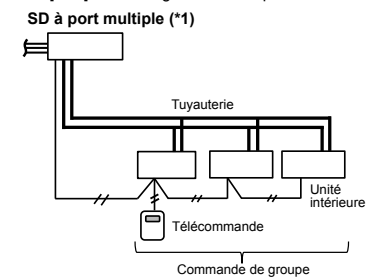 SD à port multiple (*1)
Tuyauterie
Unité
intérieure
Télécommande
Commande de groupe